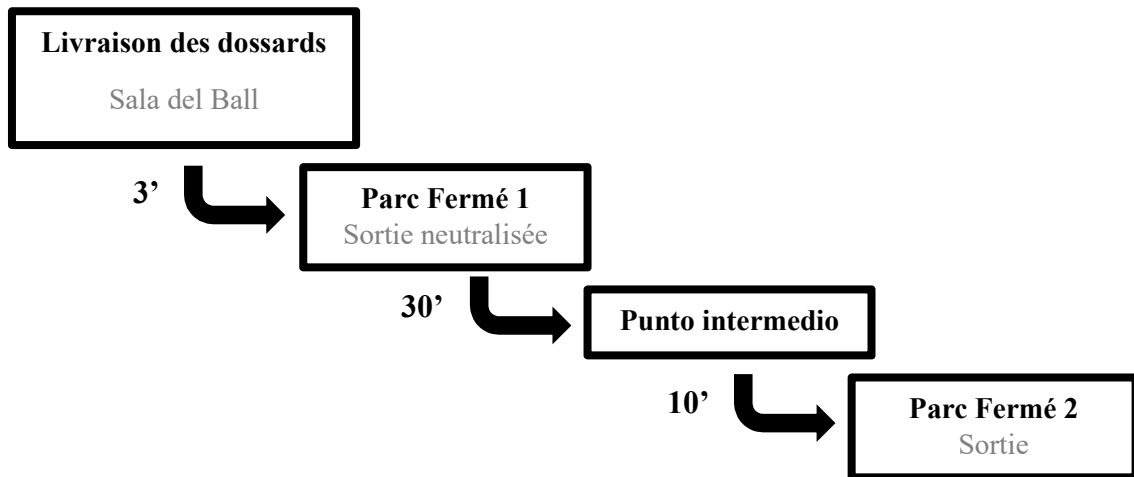 Livraison des dossards
Sala del Ball
3’
Parc Fermé 1
Sortie neutralisée
30’
Punto intermedio
10’
Parc Fermé 2
Sortie